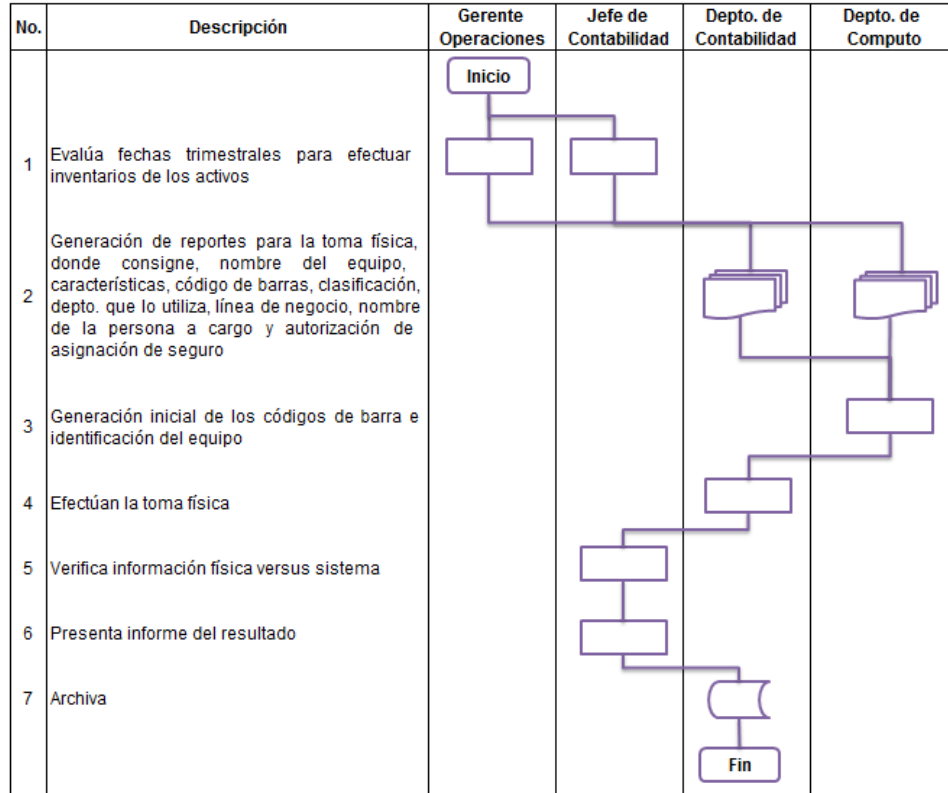 No. Descripción Gerente Operaciones Jefe de Contabilidad Depto. de Contabilidad Depto. de Computo
Inicio
1 Evalúa fechas trimestrales para efectuar
inventarios de los activos
2 Generación de reportes para la toma física,
donde consigne, nombre del equipo,
características, código de barras, clasificación,
depto. que lo utiliza, línea de negocio, nombre
de la persona a cargo y autorización de
asignación de seguro
3 Generación inicial de los códigos de barra e
identificación del equipo
4 Efectúan la toma física
5 Verifica información física versus sistema
6 Presenta informe del resultado
7 Archiva
Fin